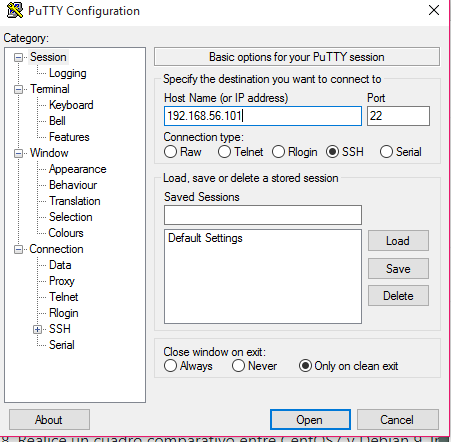 PuTTY Configuration
Category:
Session
Logging
Terminal
Keyboard
Bell
Features
Window
Appearance
Behaviour
Translation
Selection
Colours
Connection
Data
Proxy
Telnet
Rlogin
SSH
Serial
Basic options for your PuTTY session
Specify the destination you want to connect to
Host Name (or IP address) Port
192.168.56.101 22
Connection type:
Raw Telnet Rlogin SSH Serial
Load, save or delete a stored session
Saved Sessions
Default Settings
Load
Save
Delete
Close window on exit:
Always Never Only on clean exit
About Open Cancel
8. Realice un cuadro comparativo entre CentOS7 y Debian 9.